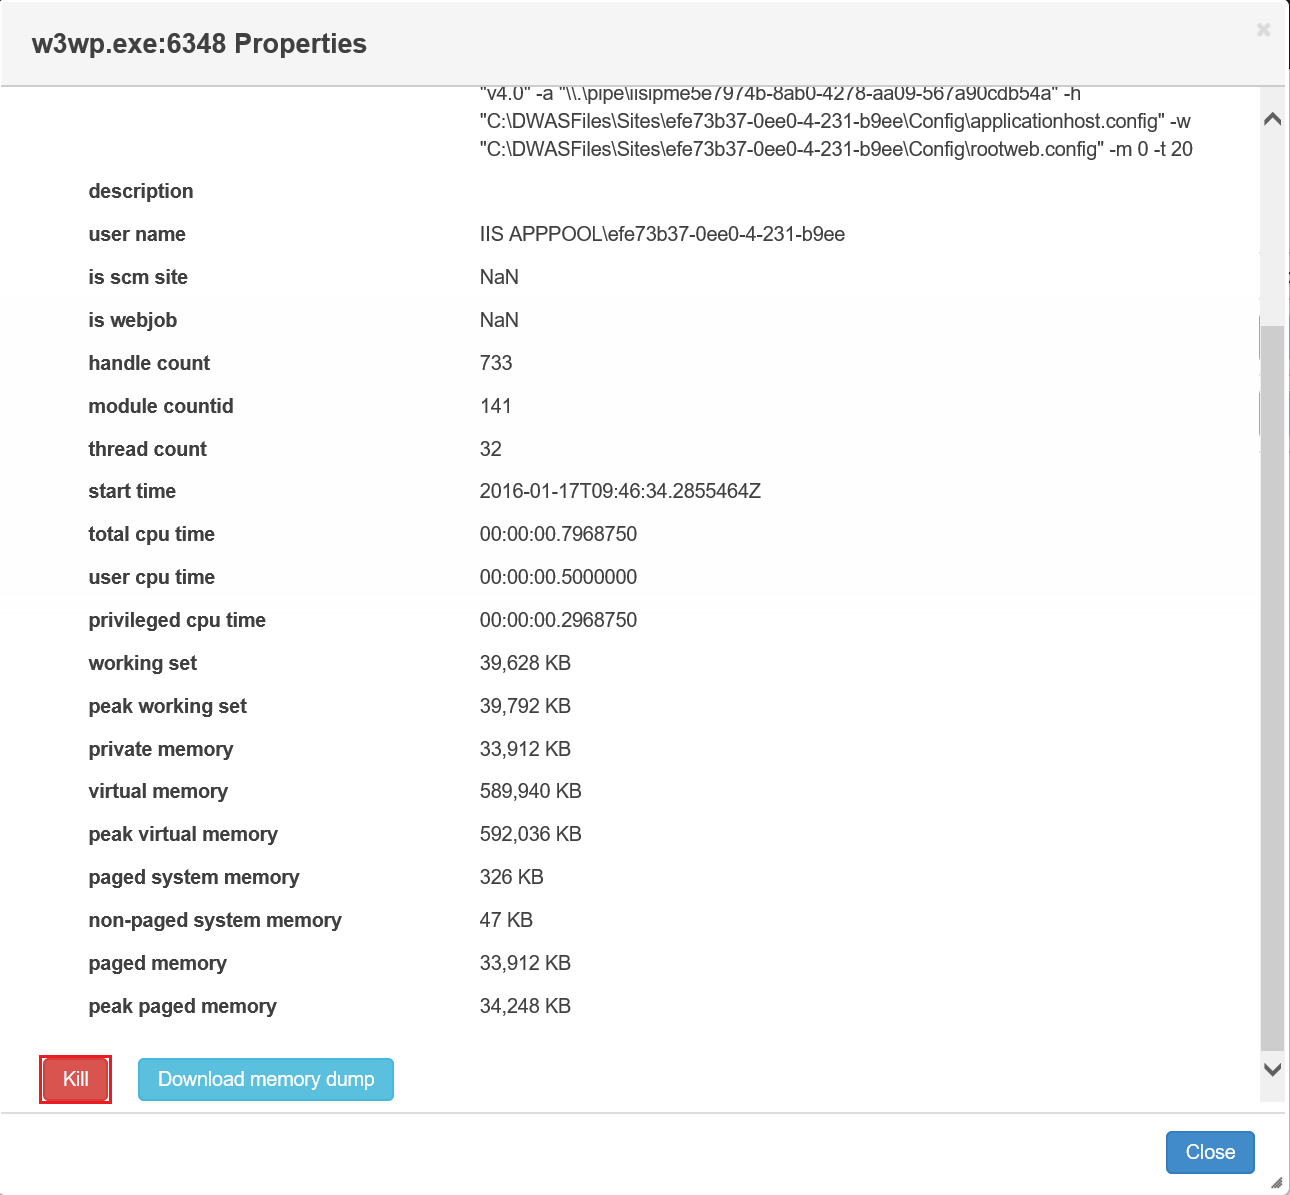 w3wp.exe:6348 Properties
"v4.0" -a "\\.\pipe\iisipme5e7974b-8ab0-4278-aa09-567a90cdb54a" -h
"C:\DWASFiles\Sites\efe73b37-0ee0-4-231-b9ee\Config\applicationhost.config" -w
"C:\DWASFiles\Sites\efe73b37-0ee0-4-231-b9ee\Config\rootweb.config" -m 0 -t 20
description
user name IIS APPPOOL\efe73b37-0ee0-4-231-b9ee
is scm site NaN
is webjob NaN
handle count 733
module countid 141
thread count 32
start time 2016-01-17T09:46:34.2855464Z
total cpu time 00:00:00.7968750
user cpu time 00:00:00.5000000
privileged cpu time 00:00:00.2968750
working set 39,628 KB
peak working set 39,792 KB
private memory 33,912 KB
virtual memory 589,940 KB
peak virtual memory 592,036 KB
paged system memory 326 KB
non-paged system memory 47 KB
paged memory 33,912 KB
peak paged memory 34,248 KB
Kill Download memory dump
Close